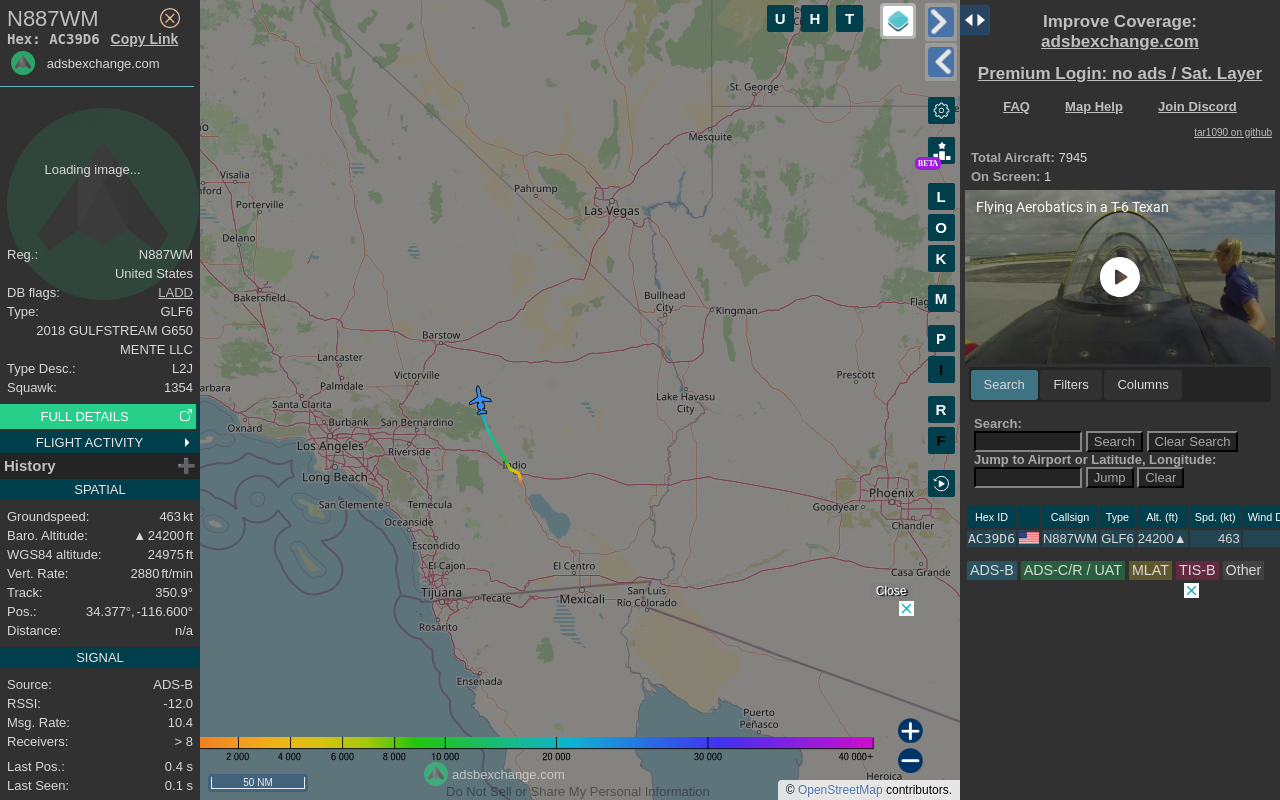 N887WM
Hex: AC39D6 Copy Link
adsbexchange.com
Loading image...
Reg.: N887WM
United States
DB flags: LADD
Type: GLF6
2018 GULFSTREAM G650
MENTE LLC
Type Desc.: L2J
Squawk: 1354
FULL DETAILS
FLIGHT ACTIVITY
History
SPATIAL
Groundspeed: 463 kt
Baro. Altitude: ▲ 24200 ft
WGS84 altitude: 24975 ft
Vert. Rate: 2880 ft/min
Track: 350.9°
Pos.: 34.377°, -116.600°
Distance: n/a
SIGNAL
Source: ADS-B
RSSI: -12.0
Msg. Rate: 10.4
Receivers: > 8
Last Pos.: 0.4 s
Last Seen: 0.1 s
U H T
St. George
Mesquite
Visalia
Porterville
Pahrump
Las Vegas
Delano
Bakersfield
Bullhead
City
Kingman
Flag
Barstow
Lancaster
Victorville
Palmdale
Prescott
arbara
Santa Clarita
Lake Havasu
City
Oxnard
Burbank
San Bernardino
Los Angeles
Riverside
Indio
Long Beach
San Clemente
Temecula
Phoenix
Goodyear
Chandler
Oceanside
Escondido
El Cajon
El Centro
Casa Grande
Tijuana
Tecate
Mexicali
San Luis
Río Colorado
Rosarito
Ensenada
Puerto
Peñasco
Heroica
BETA
L
O
K
M
P
I
R
F
Close
2 000 4 000 6 000 8 000 10 000 20 000 30 000 40 000+
50 NM
adsbexchange.com
Do Not Sell or Share My Personal Information
© OpenStreetMap contributors.
Improve Coverage:
adsbexchange.com
Premium Login: no ads / Sat. Layer
FAQ Map Help Join Discord
tar1090 on github
Total Aircraft: 7945
On Screen: 1
Flying Aerobatics in a T-6 Texan
Search Filters Columns
Search:
Search Clear Search
Jump to Airport or Latitude, Longitude:
Jump Clear
Hex ID Callsign Type Alt. (ft) Spd. (kt) Wind D
AC39D6 N887WM GLF6 24200▲ 463
ADS-B ADS-C/R / UAT MLAT TIS-B Other